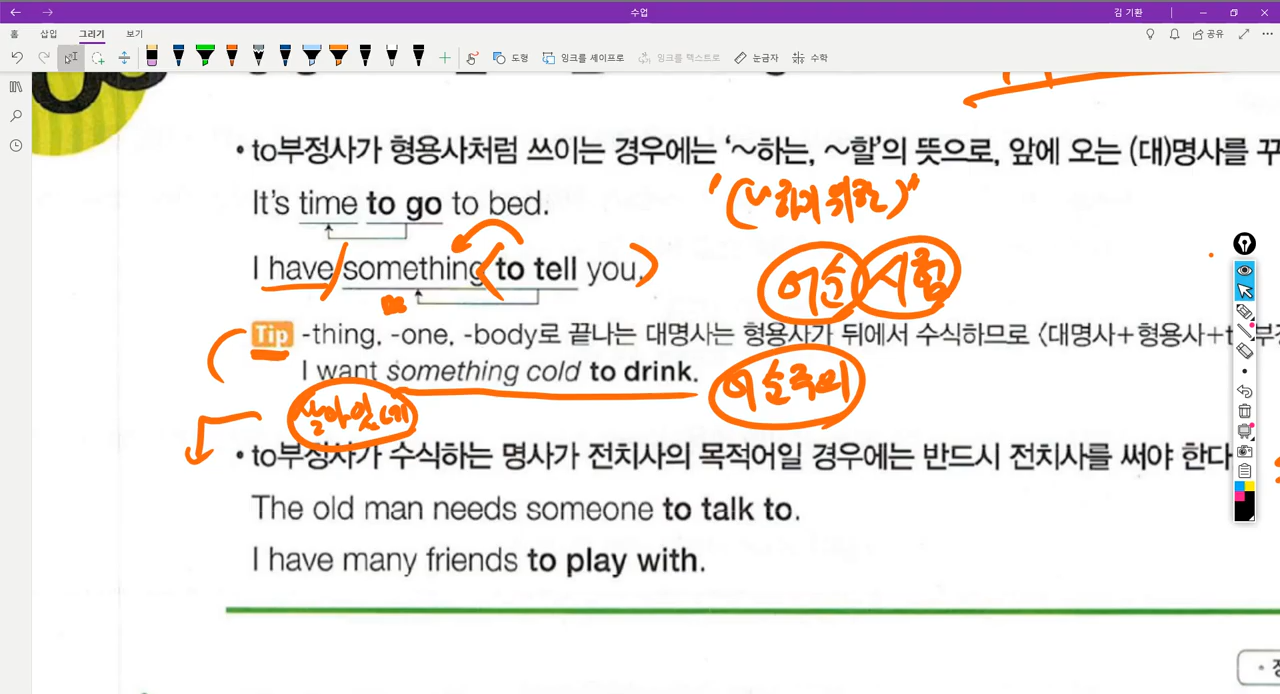 수업
김 기환
홈 삽입 그리기 보기
공유
도형
잉크를 셰이프로
잉크를 텍스트로
눈금자
수학
• to부정사가 형용사처럼 쓰이는 경우에는 '~하는, ~할'의 뜻으로, 앞에 오는 (대)명사를 꾸
It's time to go to bed.
"(~하기 위한)"
I have something to tell you.
어순 시험
Tip -thing, -one, -body로 끝나는 대명사는 형용사가 뒤에서 수식하므로 〈대명사+형용사+t 부정
I want something cold to drink.
어순주의
살아있네
• to부정사가 수식하는 명사가 전치사의 목적어일 경우에는 반드시 전치사를 써야 한다
The old man needs someone to talk to.
I have many friends to play with.